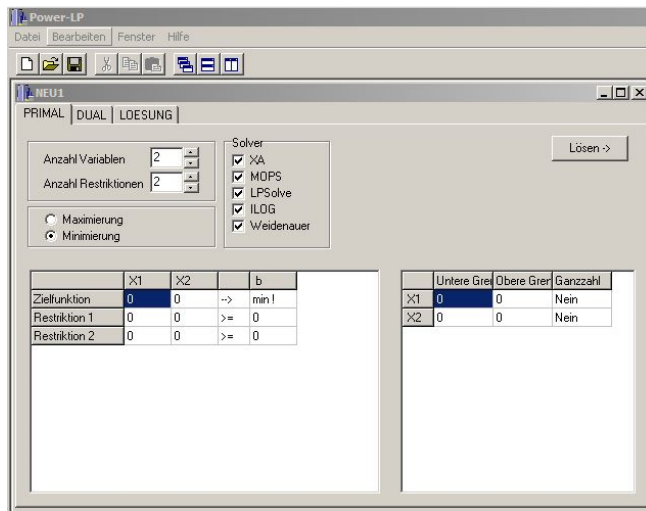 Power-LP
Datei Bearbeiten Fenster Hilfe
NEU1
PRIMAL DUAL LOESUNG
Anzahl Variablen 2
Anzahl Restriktionen 2
Maximierung
Minimierung
Solver
XA
MOPS
LPSolve
ILOG
Weidenauer
Lösen ->
X1 X2 b
Zielfunktion 0 0 --> min !
Restriktion 1 0 0 >= 0
Restriktion 2 0 0 >= 0
Untere Grei Obere Gren Ganzzahl
X1 0 0 Nein
X2 0 0 Nein